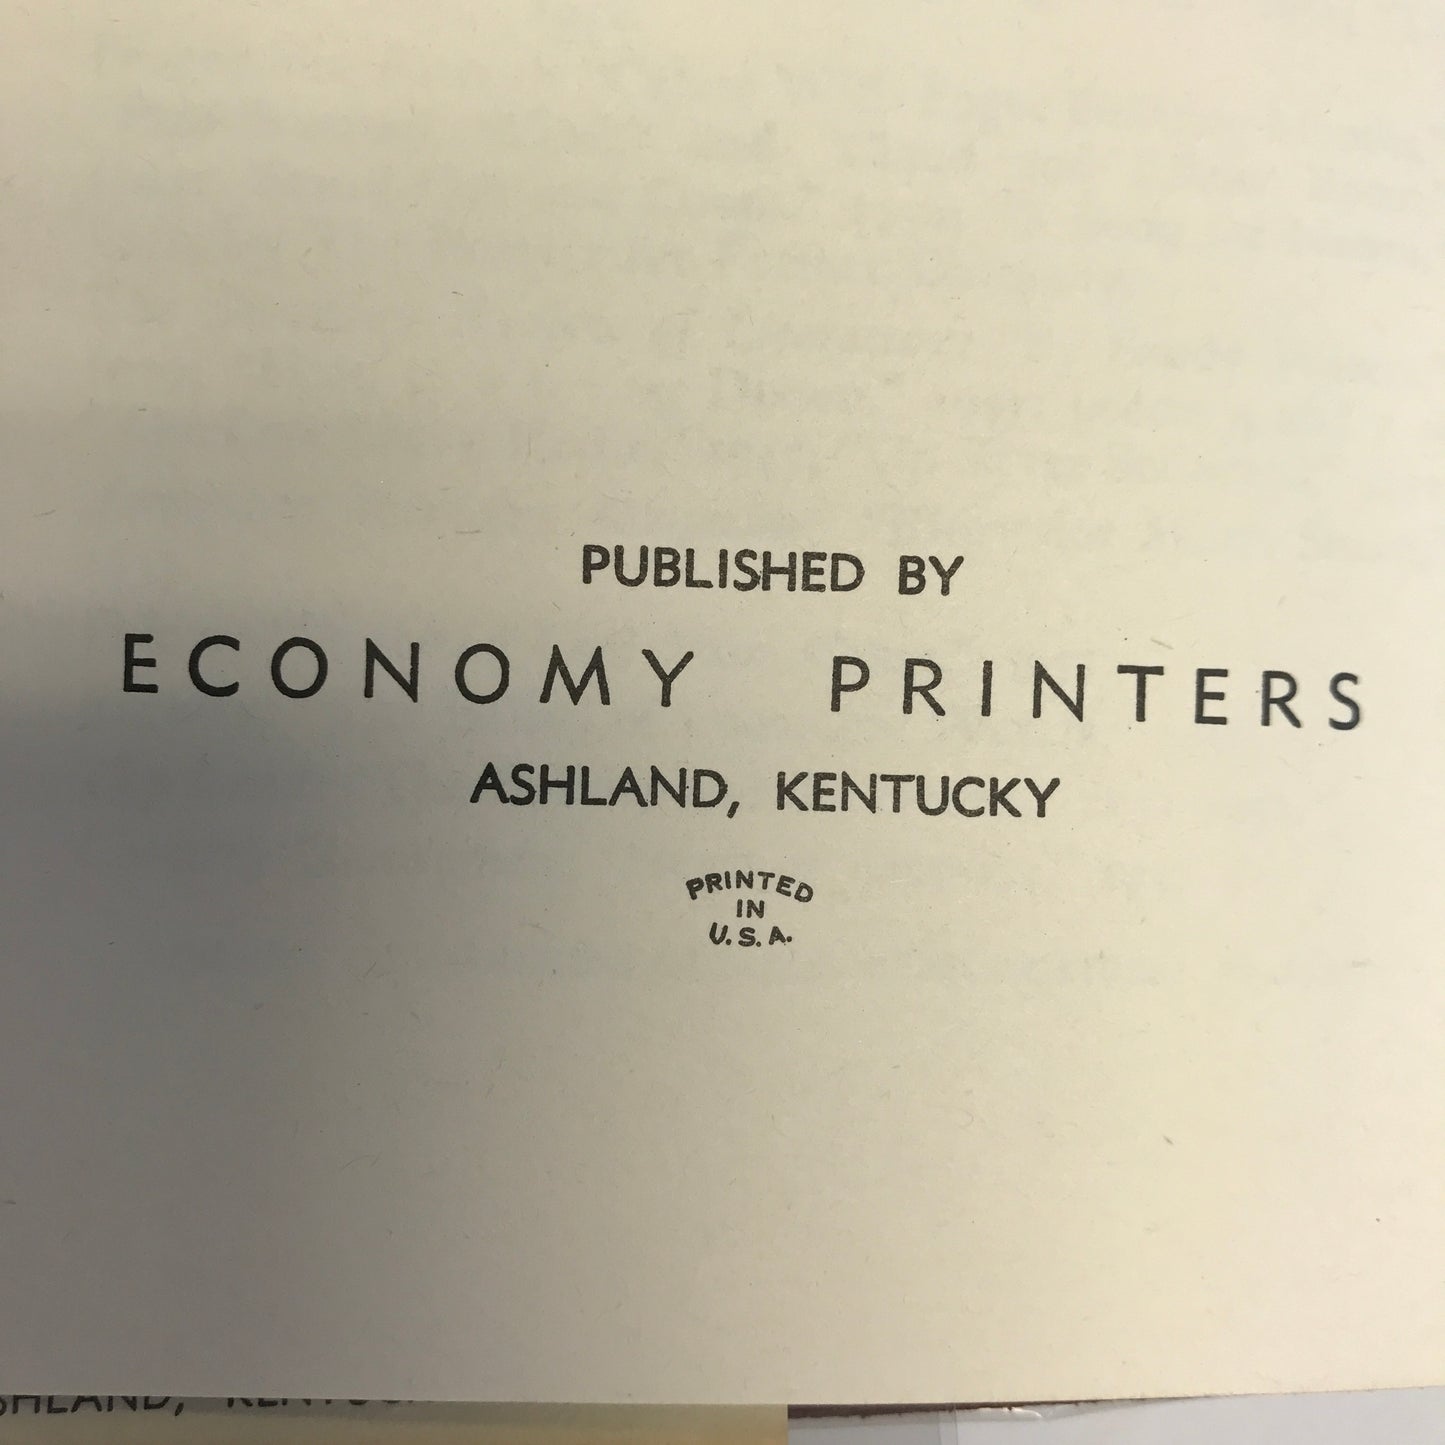 PUBLISHED BY
ECONOMY PRINTERS
ASHLAND, KENTUCKY
PRINTED
IN
U. S. A.